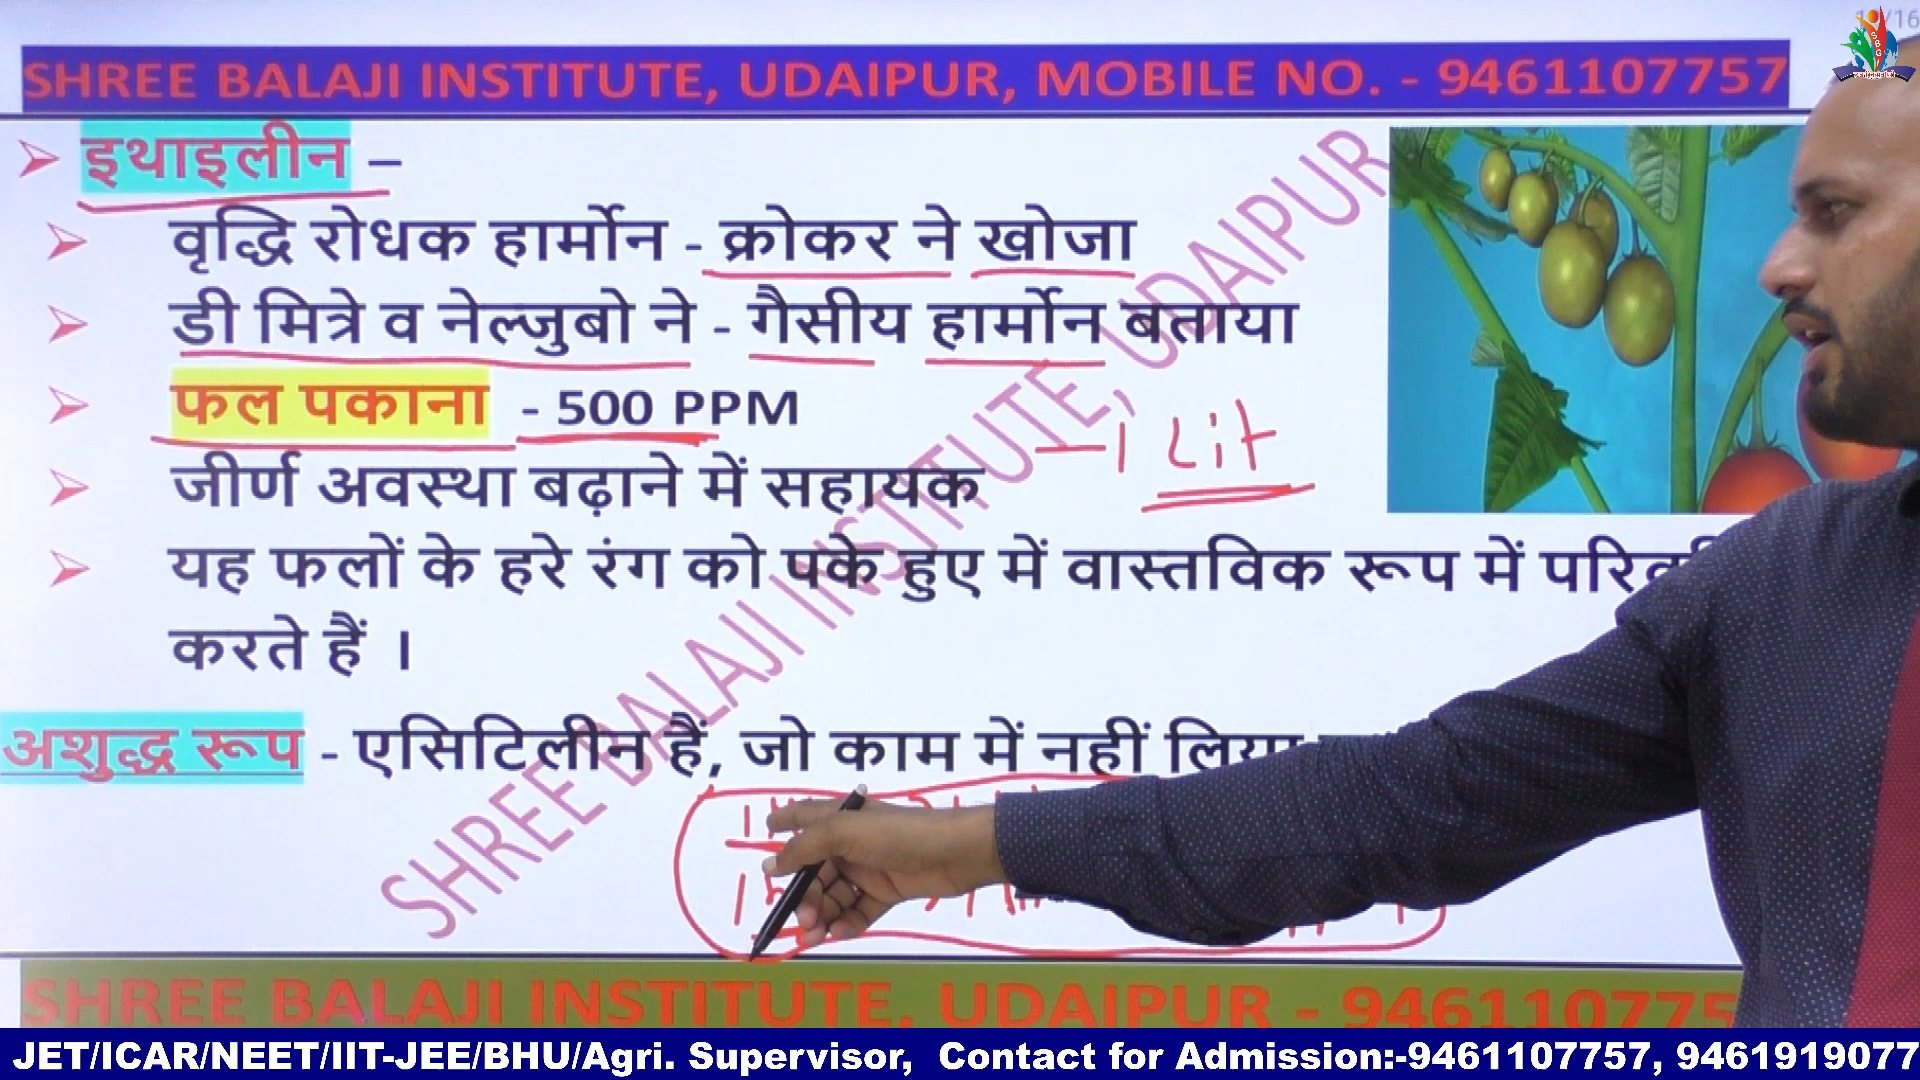 SHREE BALAJI INSTITUTE, UDAIPUR, MOBILE NO. - 9461107757
इथाइलीन –
वृद्धि रोधक हार्मोन - क्रोकर ने खोजा
डी मित्रे व नेल्जुबो ने - गैसीय हार्मोन बताया
फल पकाना - 500 PPM
1 Lit
जीर्ण अवस्था बढ़ाने में सहायक
यह फलों के हरे रंग को पके हुए में वास्तविक रूप में
करते हैं ।
अशुद्ध रूप - एसिटिलीन हैं, जो काम में नहीं लिया
SHREE BALAJI INSTITUTE, UDAIPUR
SHREE BALAJI INSTITUTE, UDAIPUR - 946110775
JET/ICAR/NEET/IIT-JEE/BHU/Agri. Supervisor, Contact for Admission:-9461107757, 9461919077